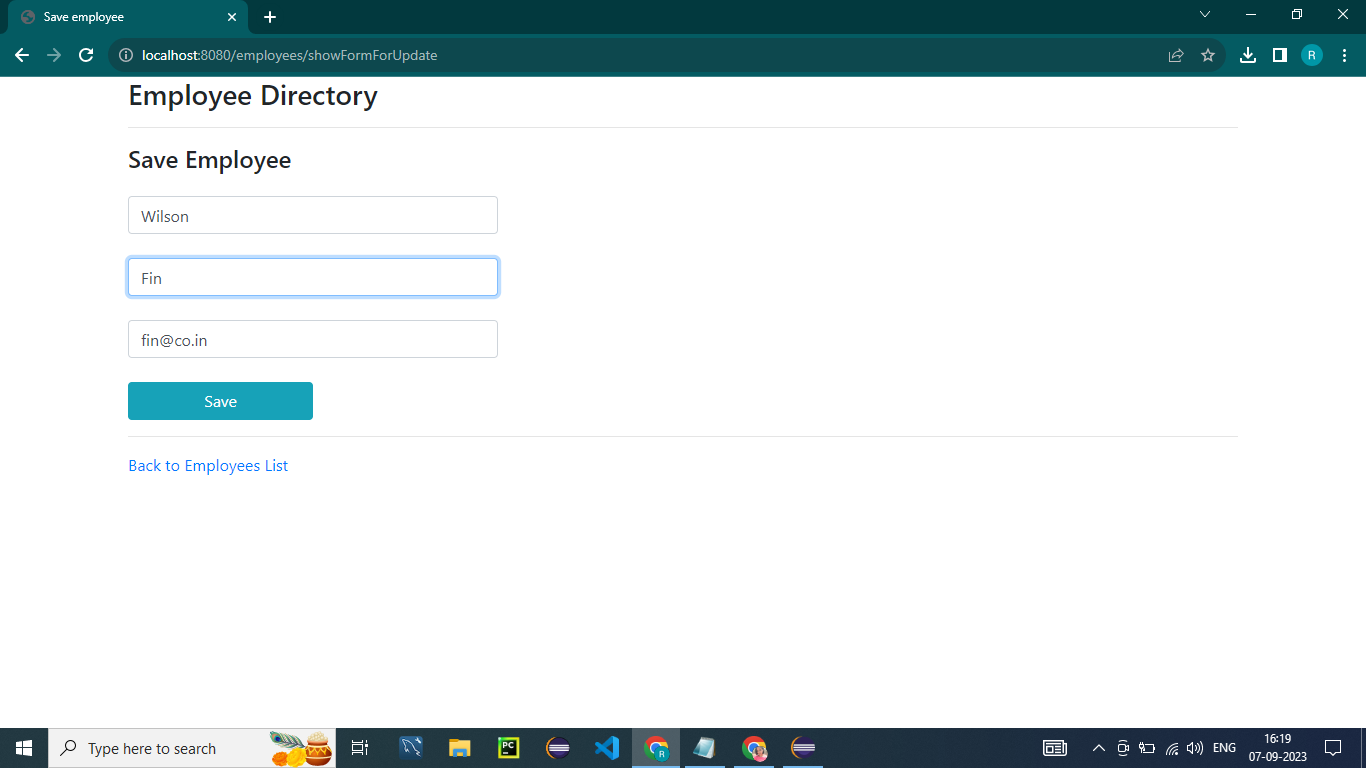 Save employee
localhost:8080/employees/showFormForUpdate
R
Employee Directory
Save Employee
Wilson
Fin
fin@co.in
Save
Back to Employees List
Type here to search
PC
R
ENG
16:19
07-09-2023